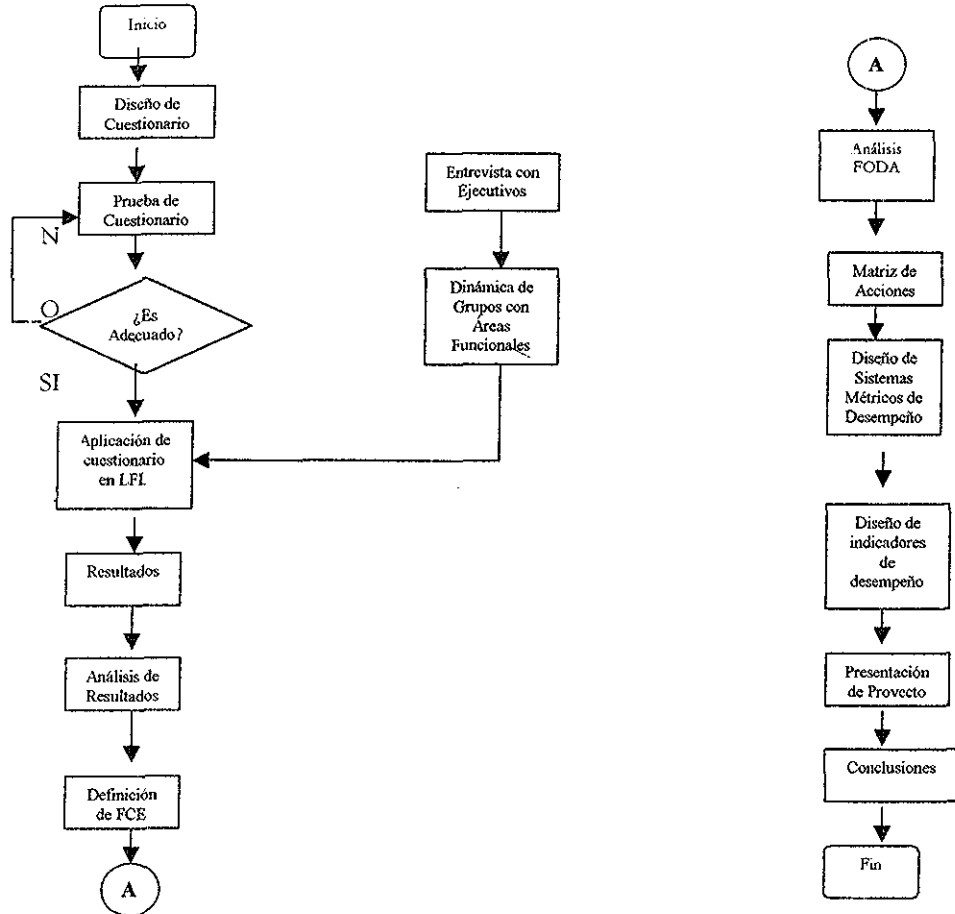 Inicio
Diseño de
Cuestionario
Prueba de
Cuestionario
N
O
¿Es
Adecuado?
SI
Aplicación de
cuestionario
en LFI.
Resultados
Análisis de
Resultados
Definición
de FCE
A
Entrevista con
Ejecutivos
Dinámica de
Grupos con
Áreas
Funcionales
A
Análisis
FODA
Matriz de
Acciones
Diseño de
Sistemas
Métricos de
Desempeño
Diseño de
indicadores
de
desempeño
Presentación
de Proyecto
Conclusiones
Fin